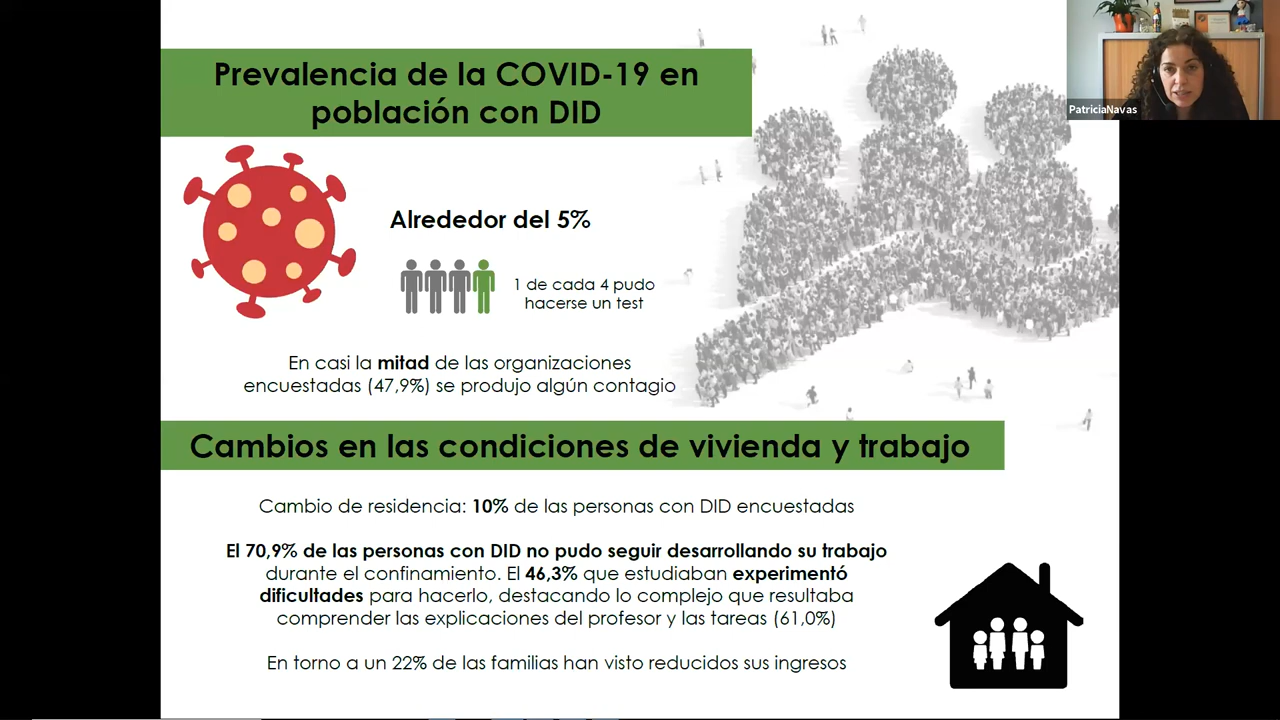 Prevalencia de la COVID-19 en
población con DID
PatriciaNavas
Alrededor del 5%
1 de cada 4 pudo
hacerse un test
En casi la mitad de las organizaciones
encuestadas (47,9%) se produjo algún contagio
Cambios en las condiciones de vivienda y trabajo
Cambio de residencia: 10% de las personas con DID encuestadas
El 70,9% de las personas con DID no pudo seguir desarrollando su trabajo
durante el confinamiento. El 46,3% que estudiaban experimentó
dificultades para hacerlo, destacando lo complejo que resultaba
comprender las explicaciones del profesor y las tareas (61,0%)
En torno a un 22% de las familias han visto reducidos sus ingresos